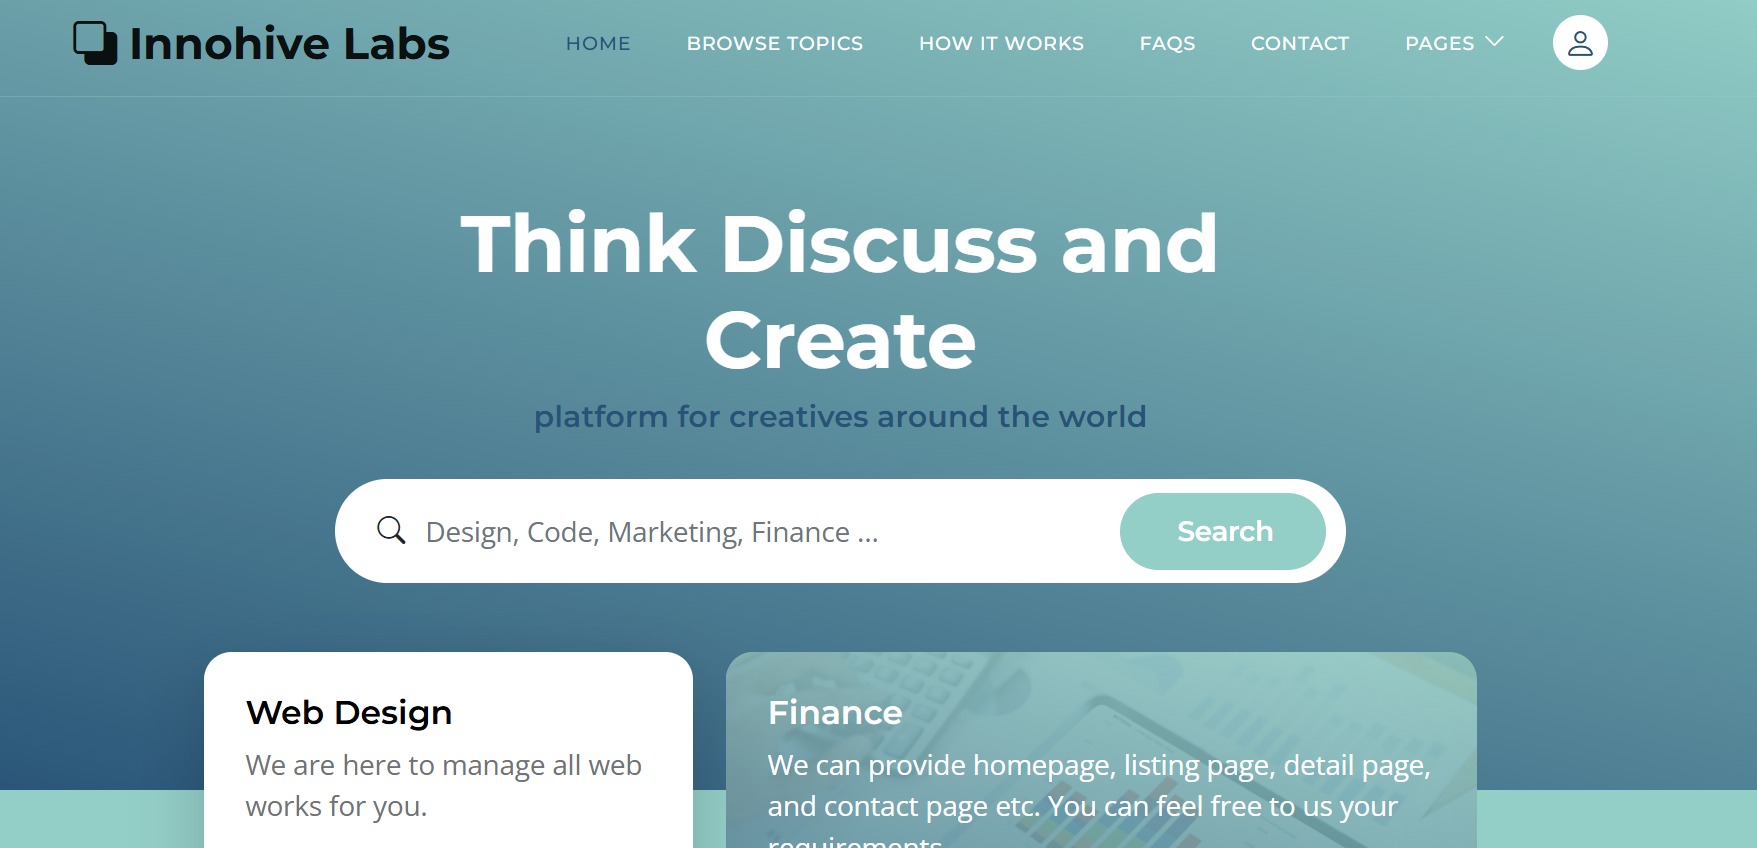 Innohive Labs
HOME
BROWSE TOPICS
HOW IT WORKS
FAQS
CONTACT
PAGES
Think Discuss and
Create
platform for creatives around the world
Design, Code, Marketing, Finance ...
Search
Web Design
We are here to manage all web
works for you.
Finance
We can provide homepage, listing page, detail page,
and contact page etc. You can feel free to us your
requirements